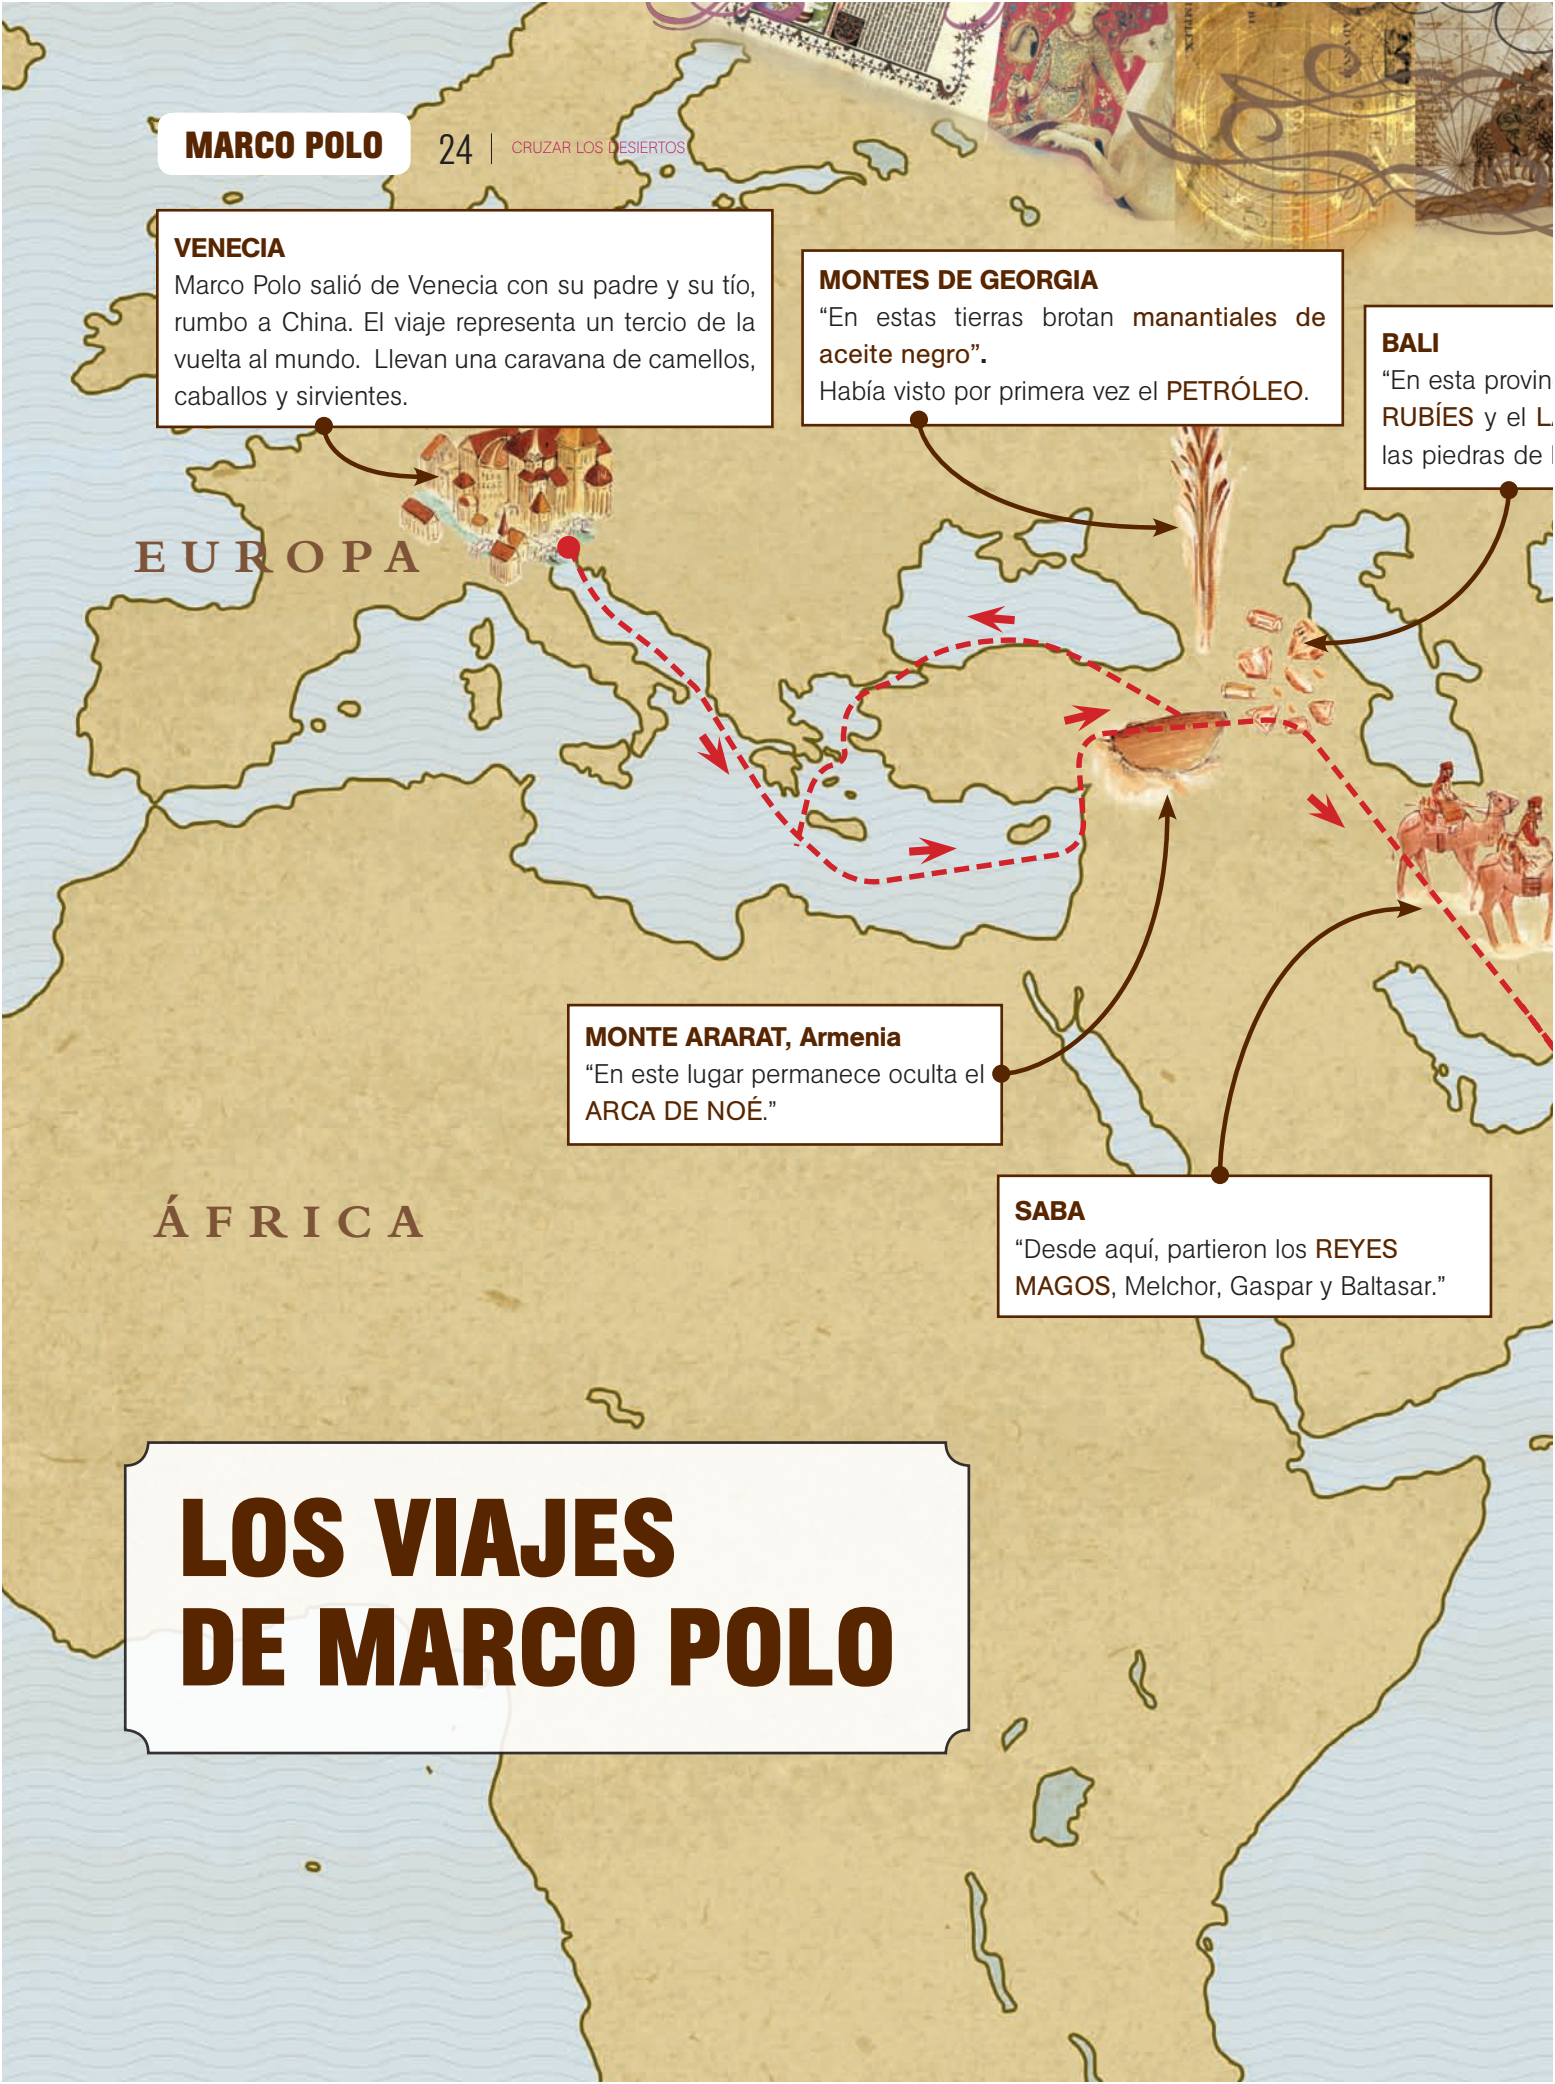 MARCO POLO 24 | CRUZAR LOS DESIERTOS
VENECIA
Marco Polo salió de Venecia con su padre y su tío,
rumbo a China. El viaje representa un tercio de la
vuelta al mundo. Llevan una caravana de camellos,
caballos y sirvientes.
MONTES DE GEORGIA
“En estas tierras brotan manantiales de
aceite negro”.
Había visto por primera vez el PETRÓLEO.
BALI
“En esta
RUBÍES y el
las piedras de
EUROPA
MONTE ARARAT, Armenia
“En este lugar permanece oculta el
ARCA DE NOÉ.”
ÁFRICA
SABA
“Desde aquí, partieron los REYES
MAGOS, Melchor, Gaspar y Baltasar.”
LOS VIAJES
DE MARCO POLO